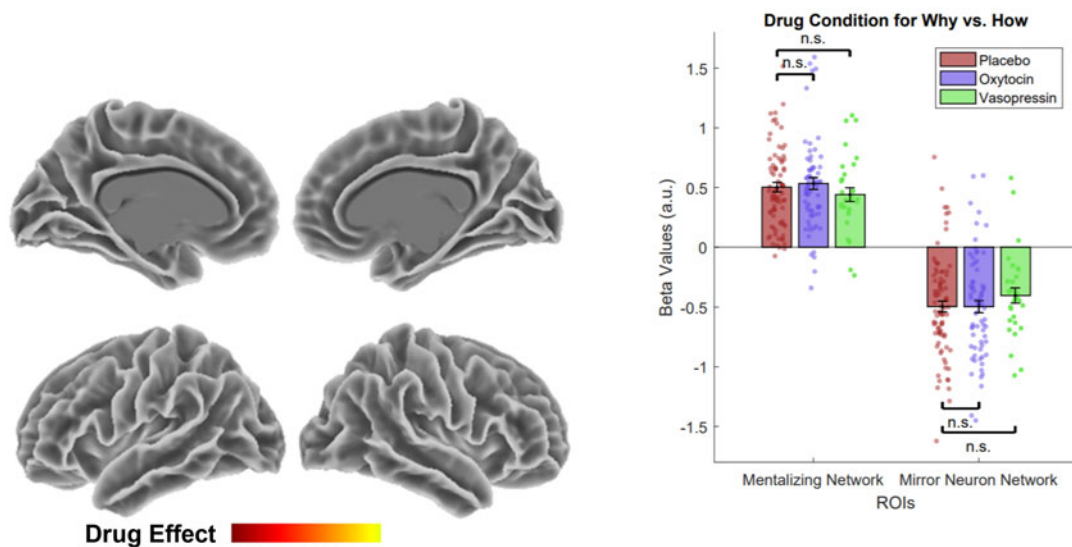 Drug Effect
Drug Condition for Why vs. How
n.s.
n.s.
Placebo
Oxytocin
Vasopressin
1.5
1
0.5
0
-0.5
-1
-1.5
Beta Values (a.u.)
n.s.
n.s.
Mentalizing Network Mirror Neuron Network
ROIs